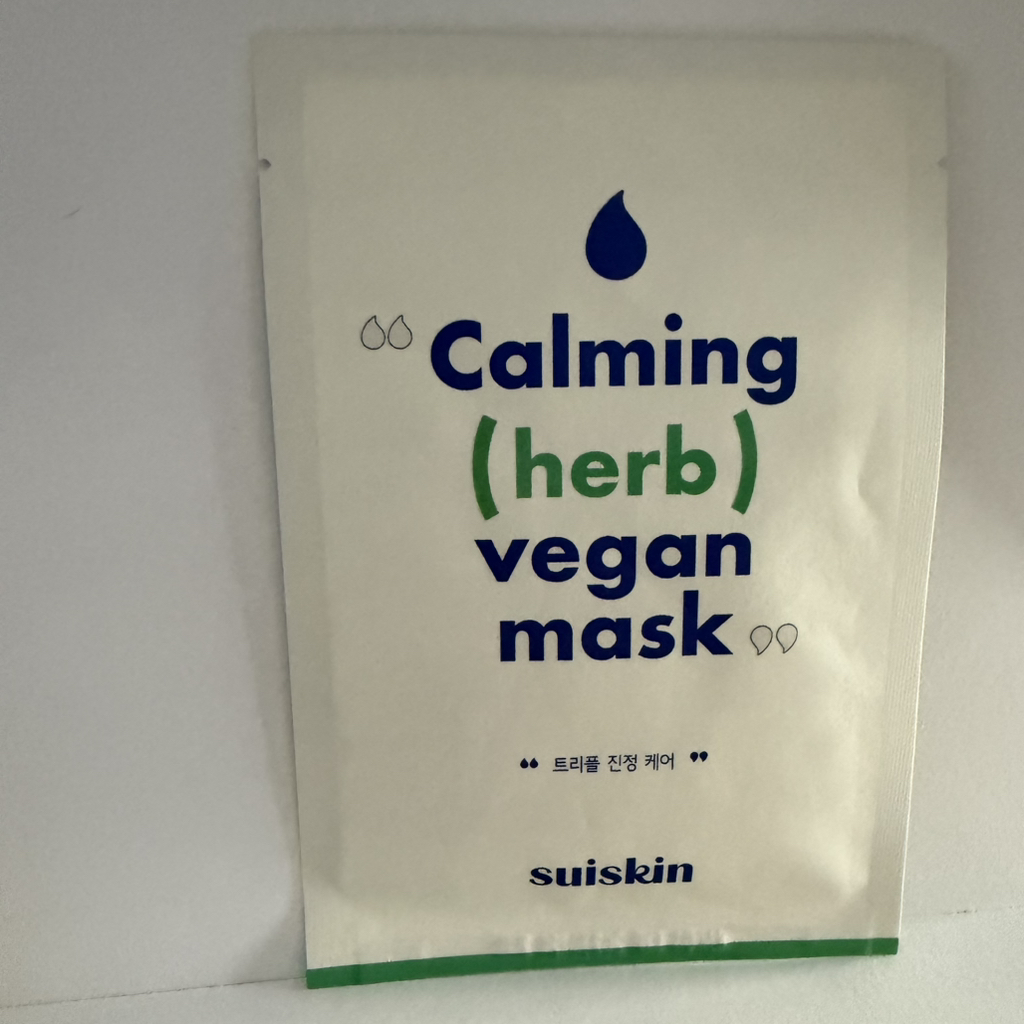 “ Calming
(herb)
vegan
mask ”
“ 트리플 진정 케어 ”
suiskin